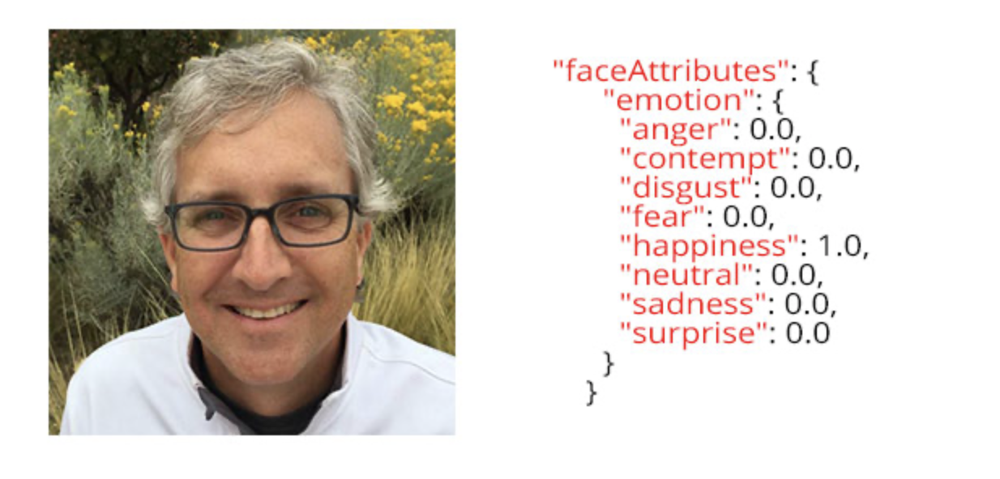 "faceAttributes": {
"emotion": {
"anger": 0.0,
"contempt": 0.0,
"disgust": 0.0,
"fear": 0.0,
"happiness": 1.0,
"neutral": 0.0,
"sadness": 0.0,
"surprise": 0.0
}
}